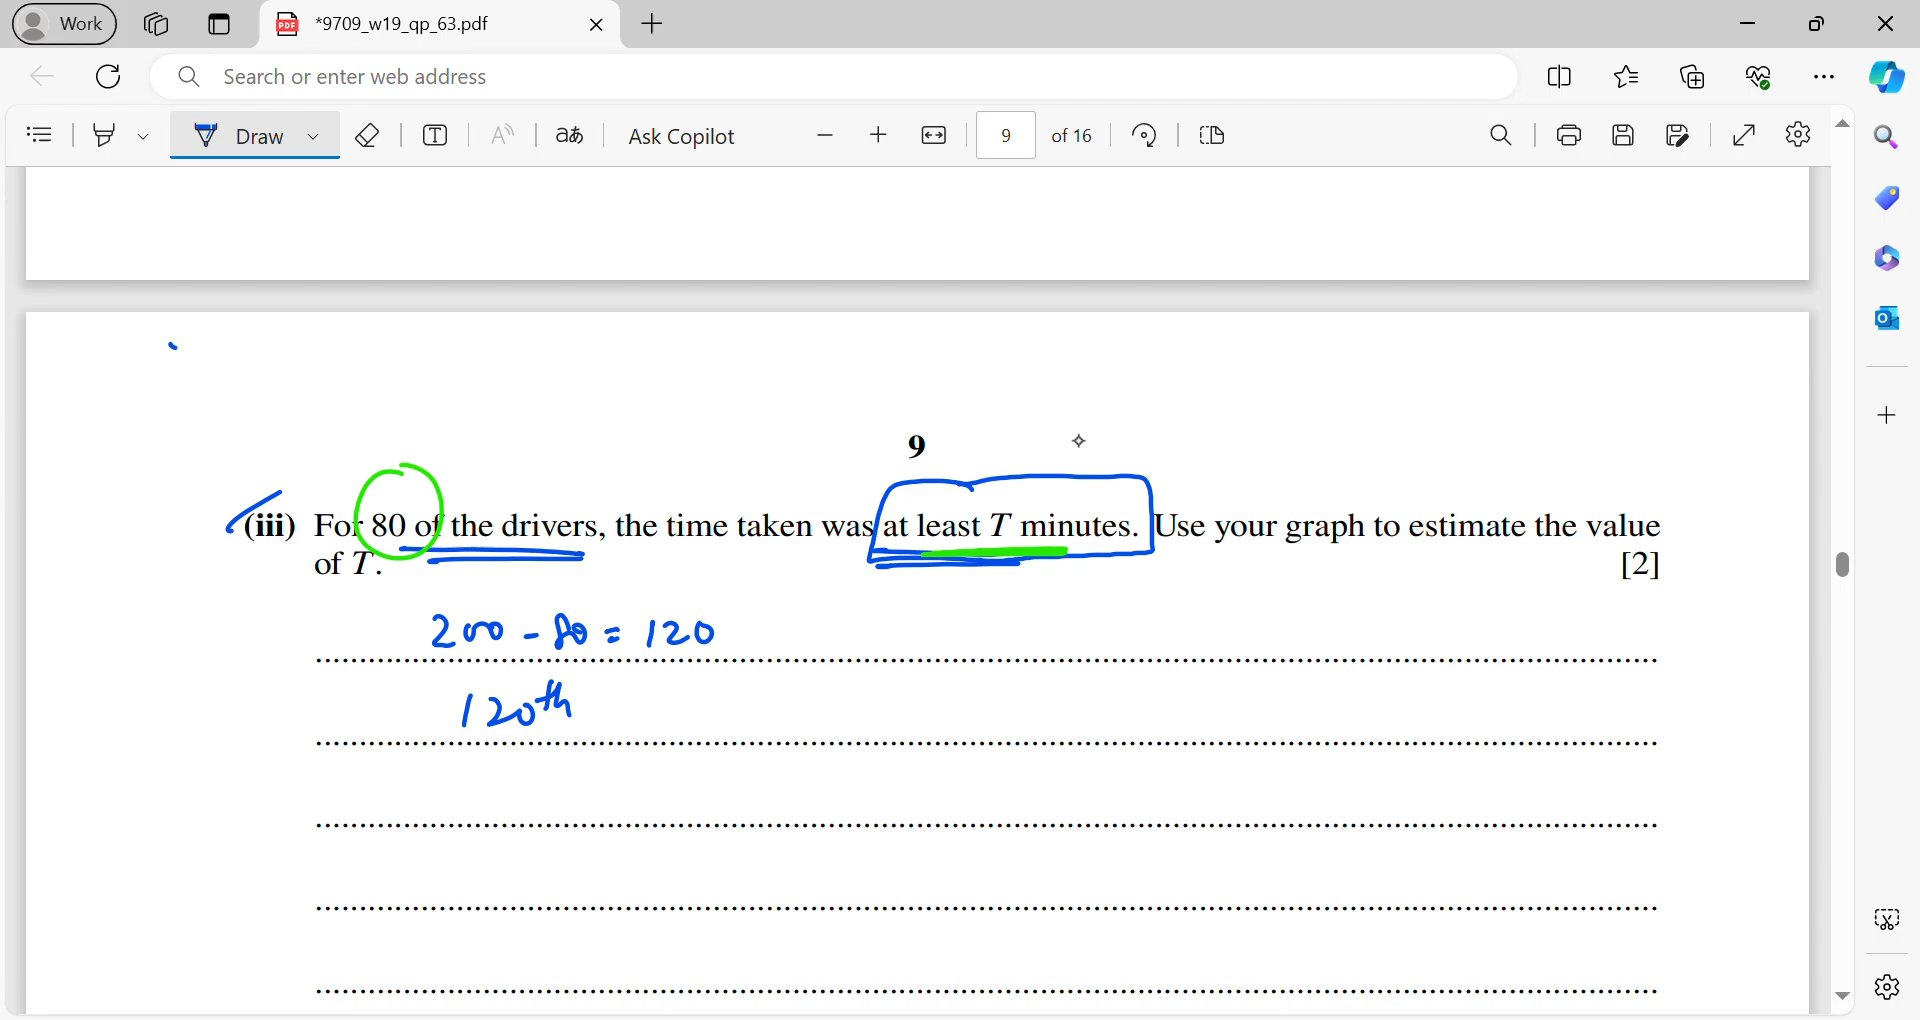 Work
*9709_w19_qp_63.pdf
Search or enter web address
Draw
T
A
aあ
Ask Copilot
9
of 16
9
(iii) For 80 of the drivers, the time taken was at least T minutes. Use your graph to estimate the value
of T.
[2]
200 - 80 = 120
120th